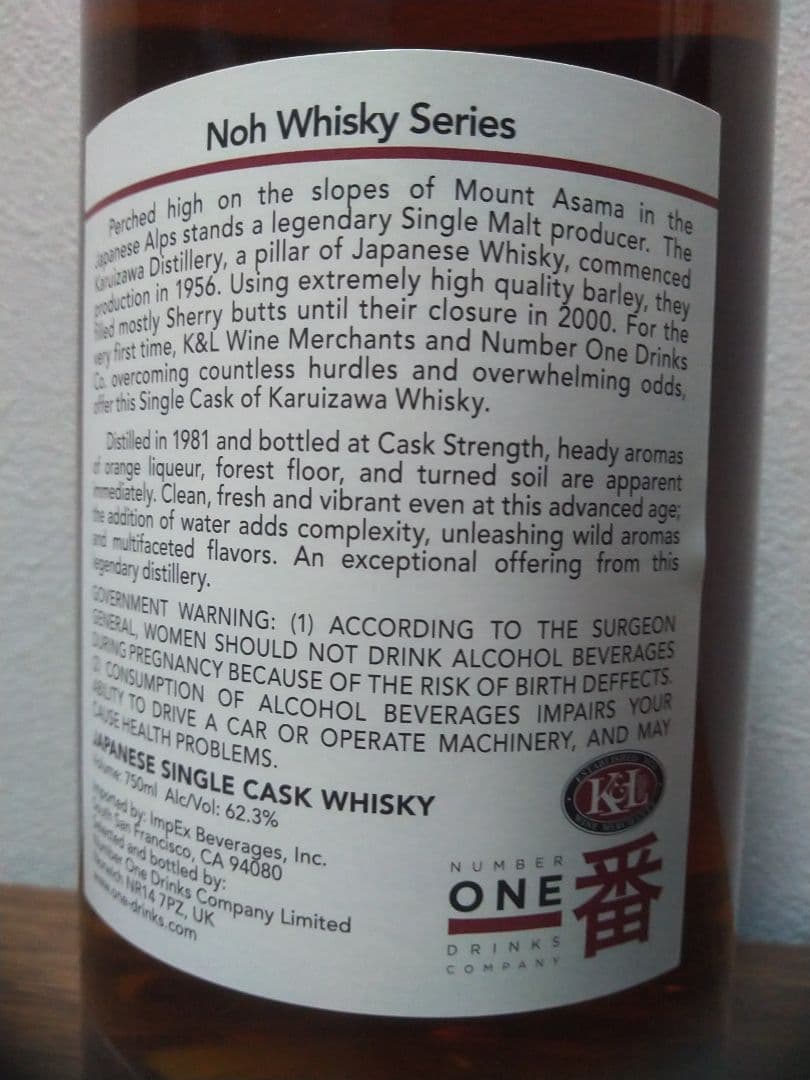 Noh Whisky Series
Perched high on the slopes of Mount Asama in the
Japanese Alps stands a legendary Single Malt producer. The
Karuizawa Distillery, a pillar of Japanese Whisky, commenced
production in 1956. Using extremely high quality barley, they
filled mostly Sherry butts until their closure in 2000. For the
very first time, K&L Wine Merchants and Number One Drinks
Co. overcoming countless hurdles and overwhelming odds,
offer this Single Cask of Karuizawa Whisky.
Distilled in 1981 and bottled at Cask Strength, heady aromas
of orange liqueur, forest floor, and turned soil are apparent
immediately. Clean, fresh and vibrant even at this advanced age;
the addition of water adds complexity, unleashing wild aromas
and multifaceted flavors. An exceptional offering from this
legendary distillery.
GOVERNMENT WARNING: (1) ACCORDING TO THE SURGEON
GENERAL, WOMEN SHOULD NOT DRINK ALCOHOL BEVERAGES
DURING PREGNANCY BECAUSE OF THE RISK OF BIRTH DEFFECTS.
(2) CONSUMPTION OF ALCOHOL BEVERAGES IMPAIRS YOUR
ABILITY TO DRIVE A CAR OR OPERATE MACHINERY, AND MAY
CAUSE HEALTH PROBLEMS.
JAPANESE SINGLE CASK WHISKY
Volume: 750ml Alc/Vol: 62.3%
Imported by: ImpEx Beverages, Inc.
South San Francisco, CA 94080
Selected and bottled by:
Number One Drinks Company Limited
Norwich NR14 7PZ, UK
www.one-drinks.com
K&L
WINE MERCHANTS
NUMBER
ONE
DRINKS
COMPANY
番